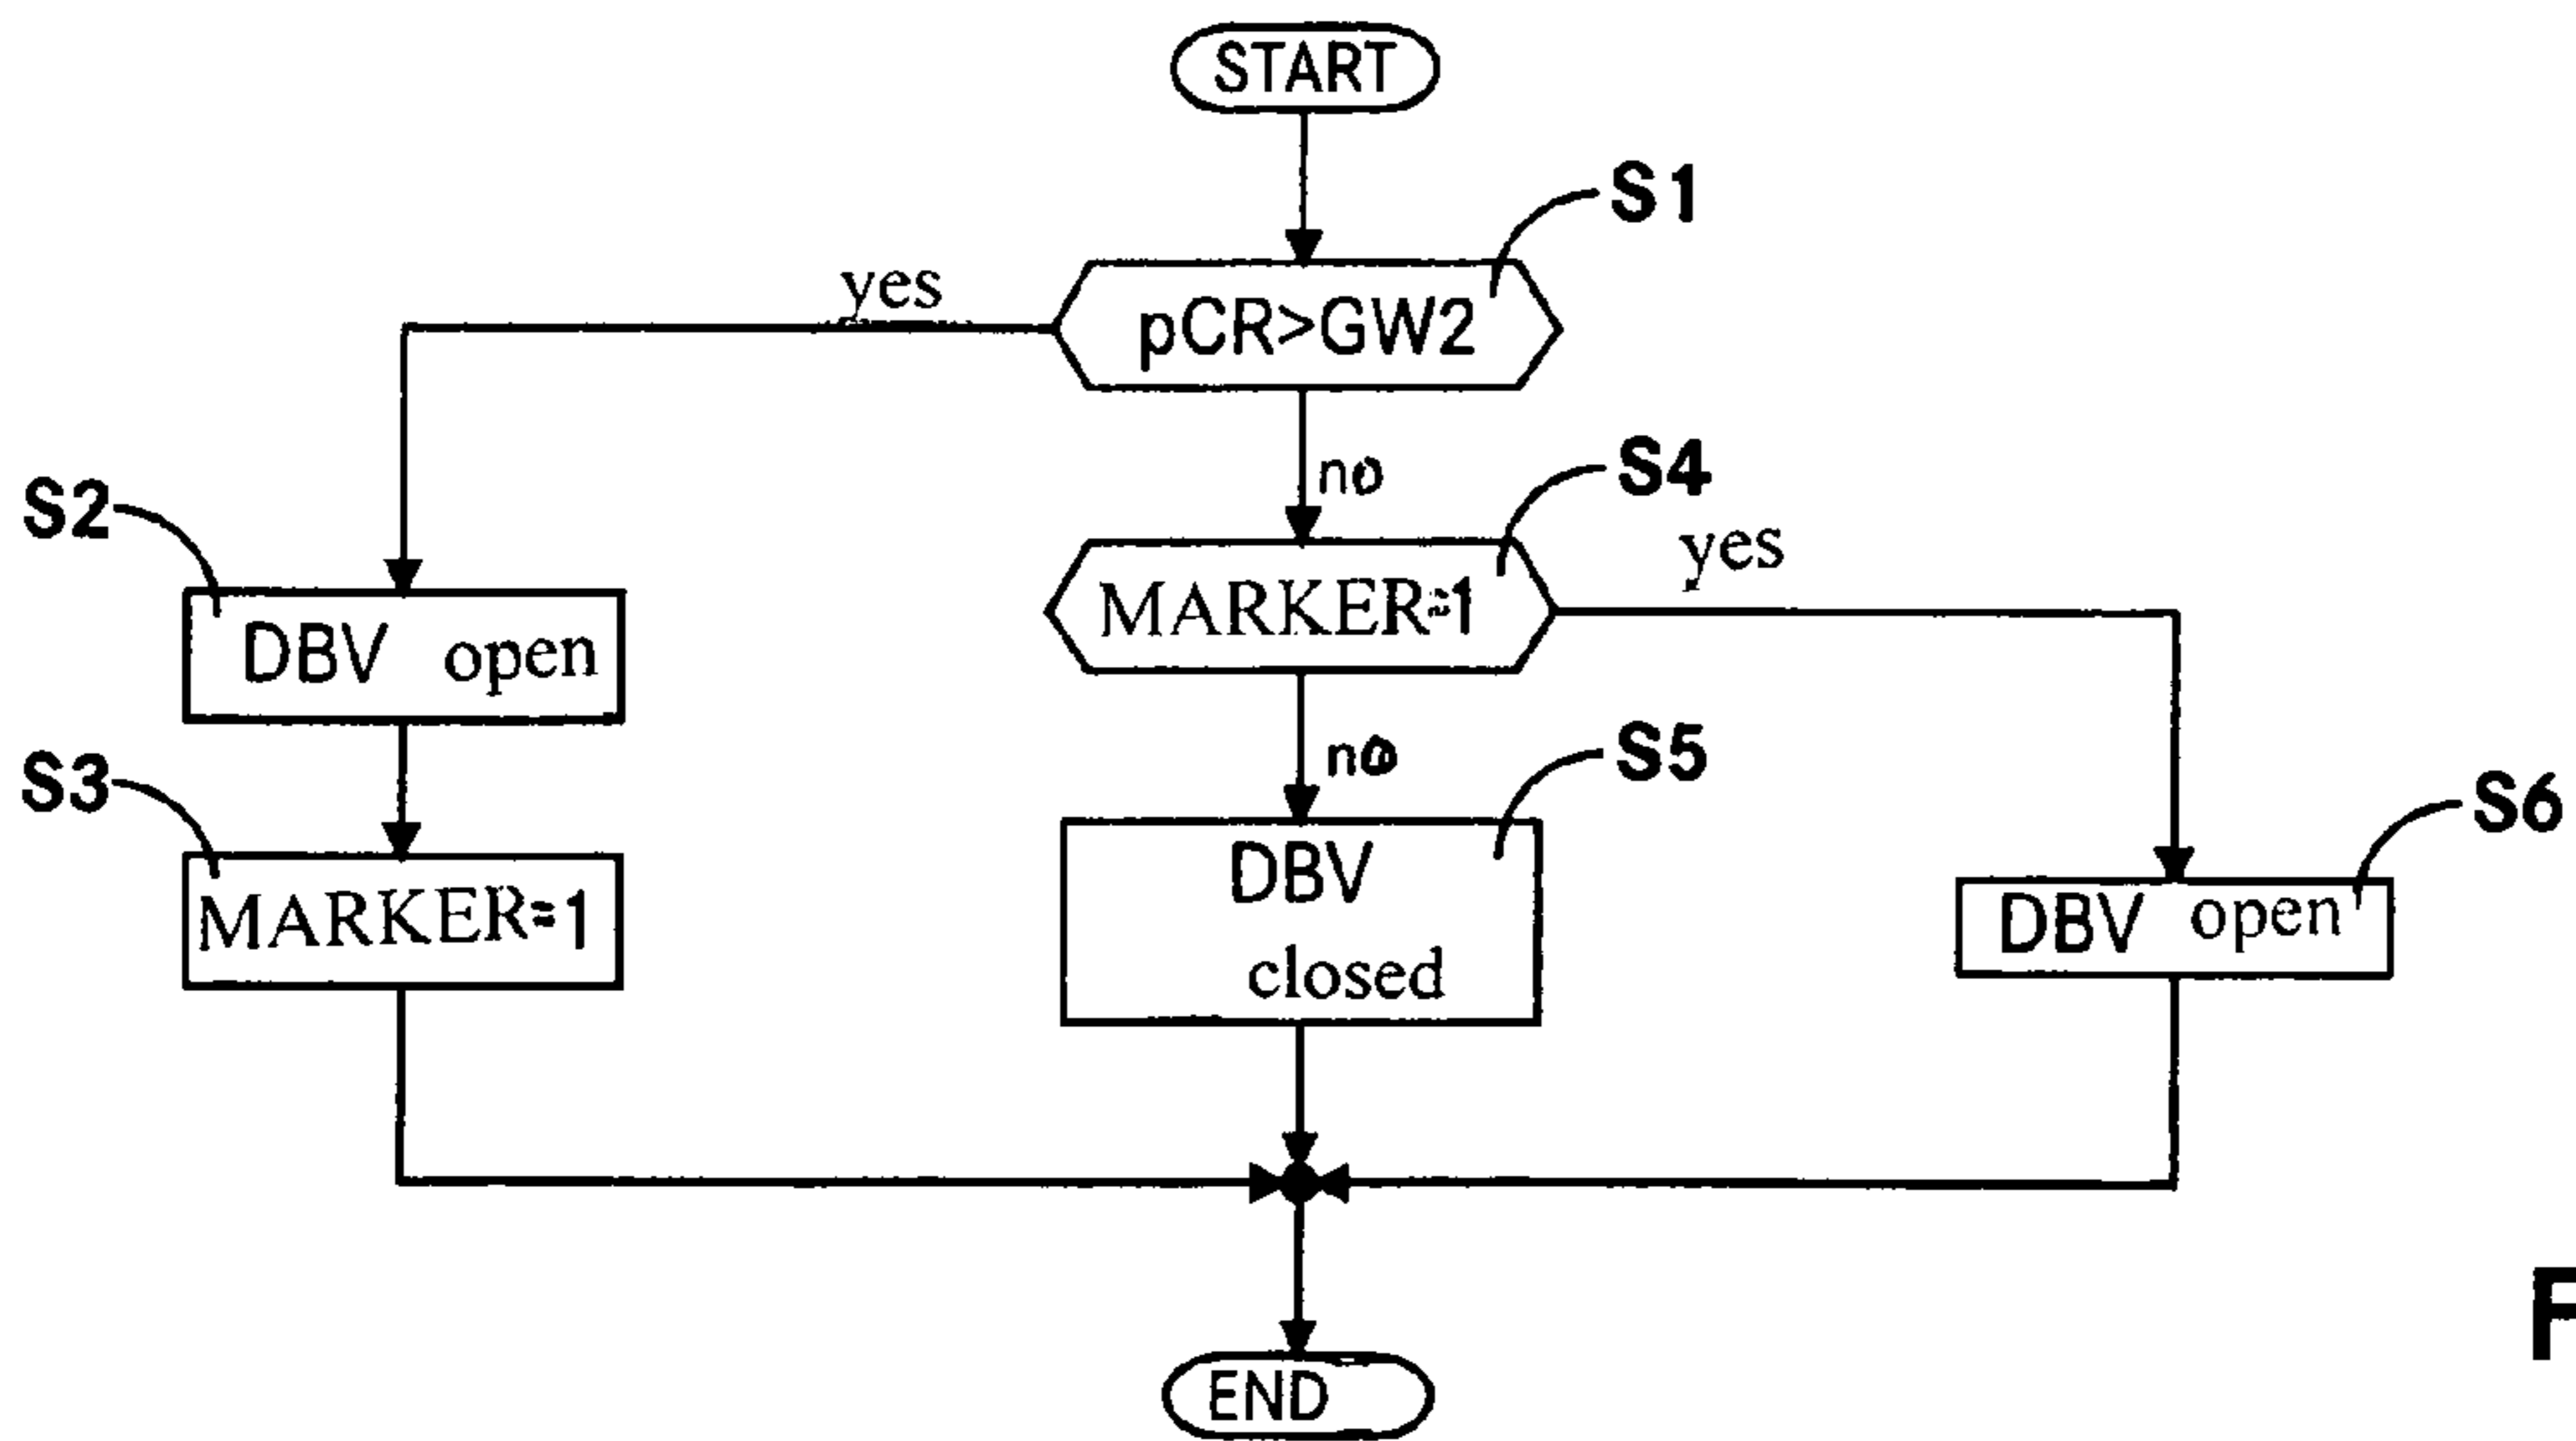 START
S1
yes
pCR>GW2
no
S4
yes
S2
MARKER=1
DBV open
no
S5
S3
S6
DBV
closed
MARKER=1
DBV open
F
END